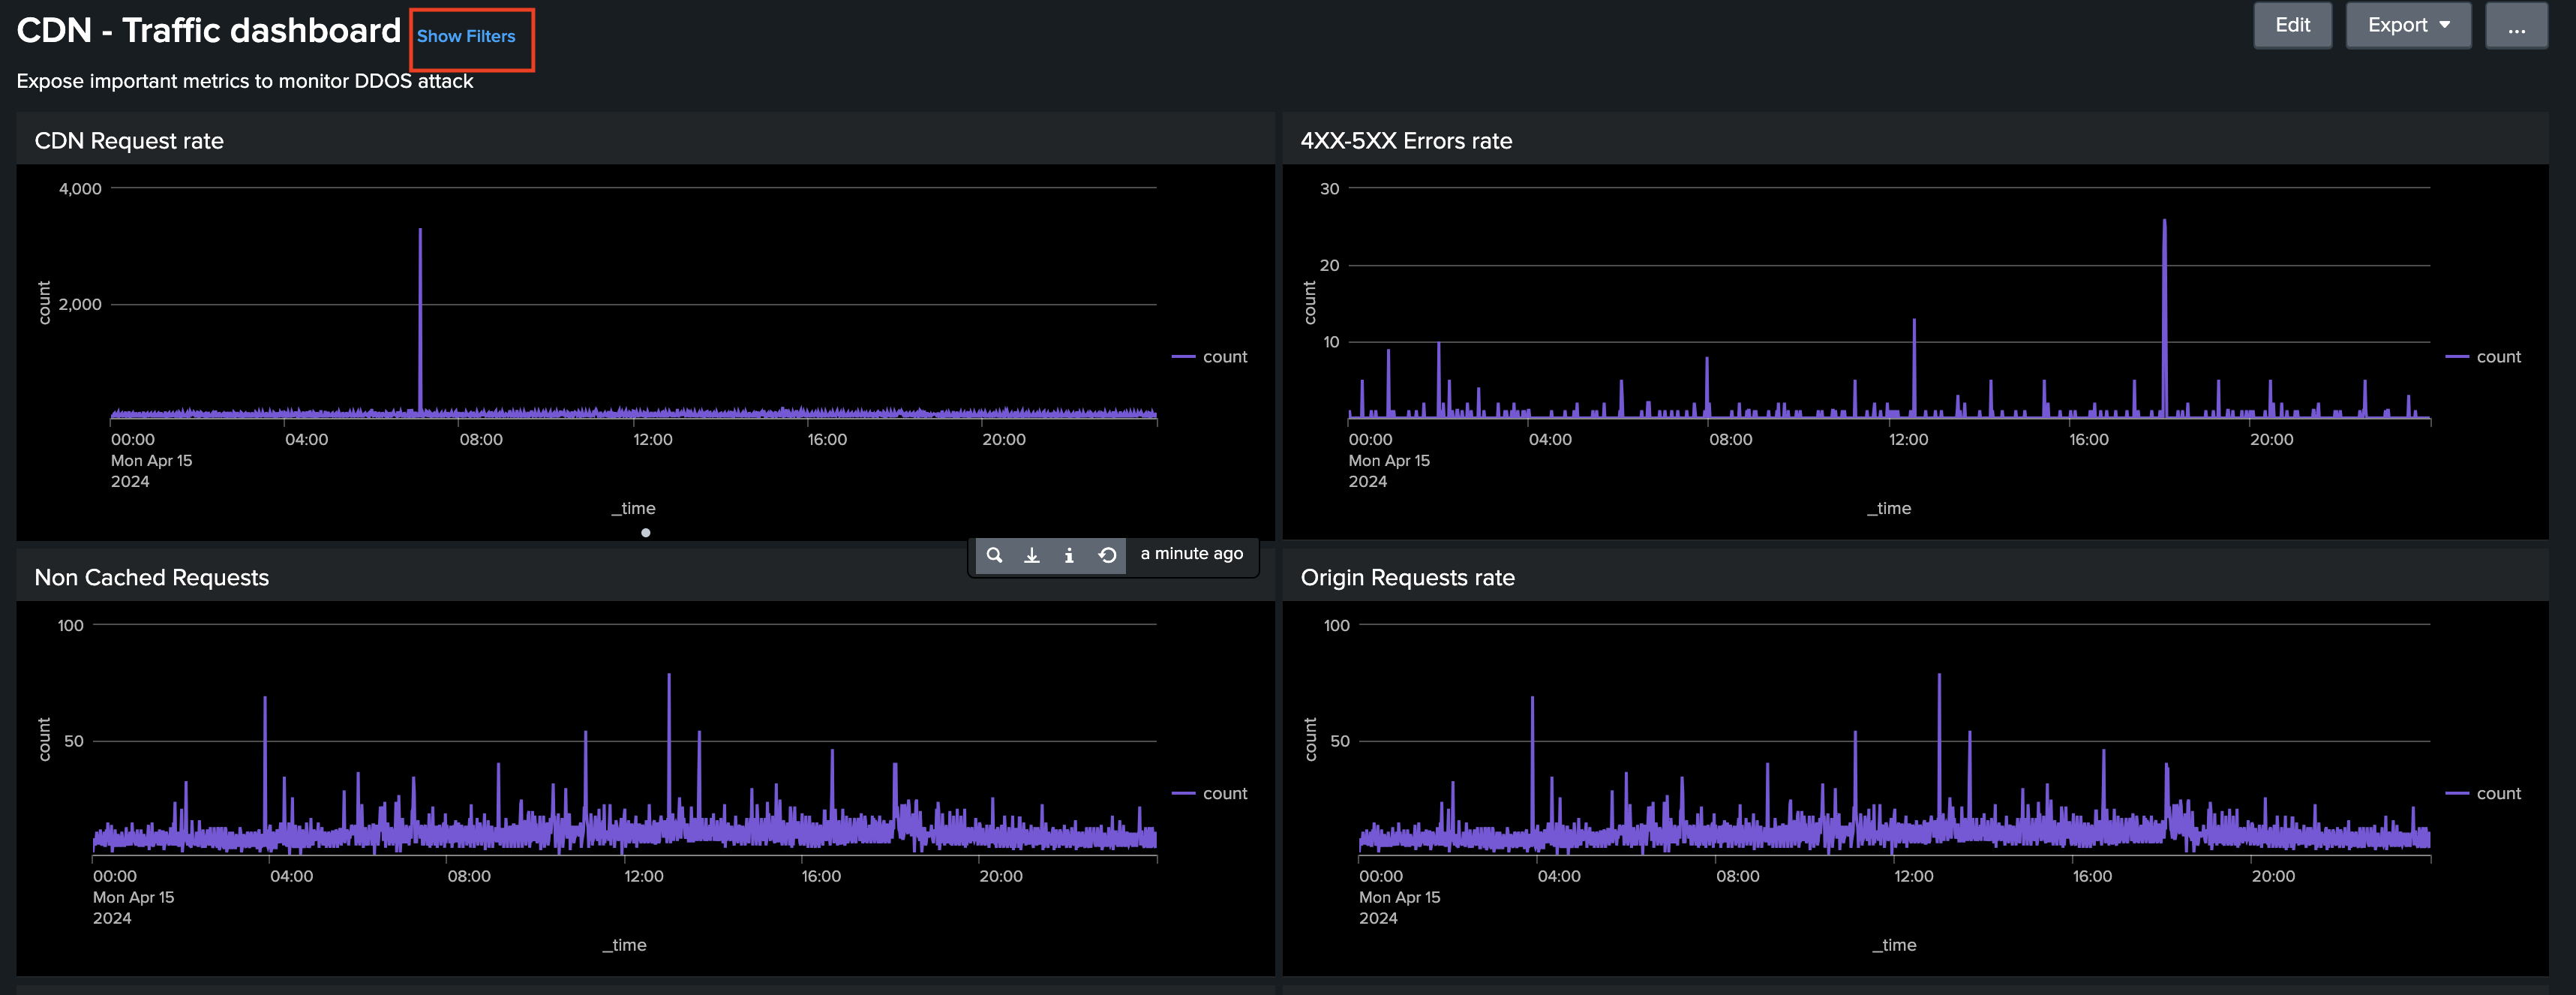 CDN - Traffic dashboard Show Filters
Edit Export ...
Expose important metrics to monitor DDOS attack
CDN Request rate
4,000
2,000
count
count
00:00 04:00 08:00 12:00 16:00 20:00
Mon Apr 15
2024
_time
4XX-5XX Errors rate
30
20
10
count
count
00:00 04:00 08:00 12:00 16:00 20:00
Mon Apr 15
2024
_time
a minute ago
Non Cached Requests
100
50
count
count
00:00 04:00 08:00 12:00 16:00 20:00
Mon Apr 15
2024
_time
Origin Requests rate
100
50
count
count
00:00 04:00 08:00 12:00 16:00 20:00
Mon Apr 15
2024
_time